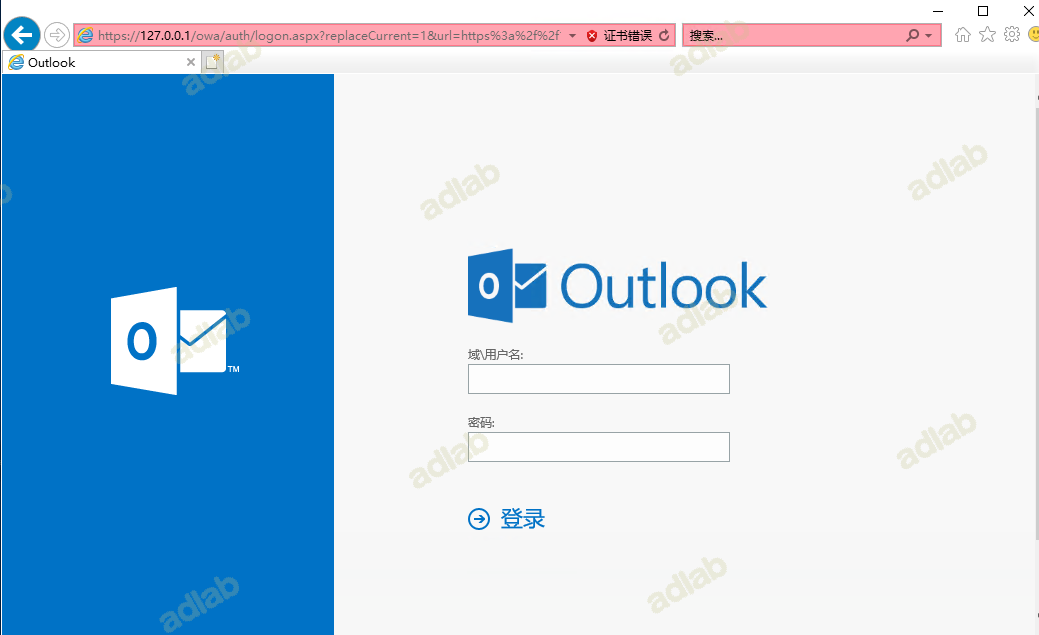 https://127.0.0.1/owa/auth/logon.aspx?replaceCurrent=1&url=https%3a%2f%2f 证书错误 搜索...
Outlook
adlab
adlab
adlab
adlab
O Outlook
adlab
adlab
O TM
域\用户名:
密码:
adlab
adlab
登录
adlab
adlab